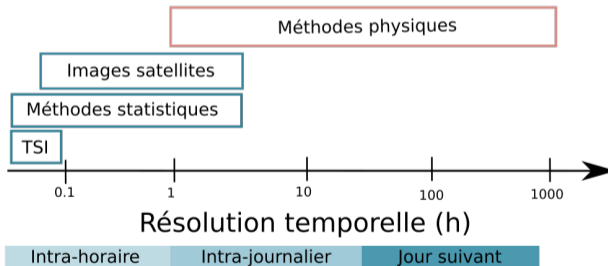 Méthodes physiques
Images satellites
Méthodes statistiques
TSI
0.1 1 10 100 1000
Résolution temporelle (h)
Intra-horaire Intra-journalier Jour suivant